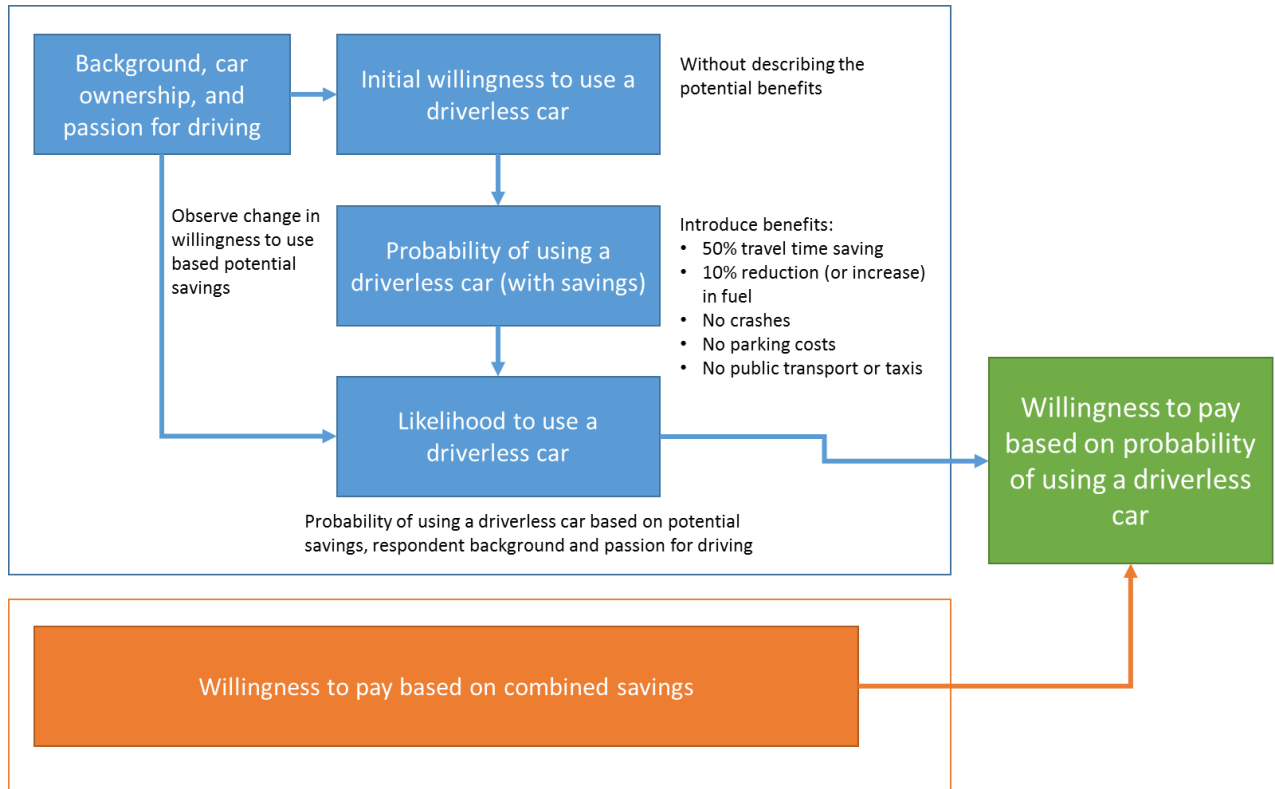 Background, car
ownership, and
passion for driving
Initial willingness to use a
driverless car
Without describing the
potential benefits
Observe change in
willingness to use
based potential
savings
Probability of using a
driverless car (with savings)
Introduce benefits:
• 50% travel time saving
• 10% reduction (or increase)
in fuel
• No crashes
• No parking costs
• No public transport or taxis
Likelihood to use a
driverless car
Probability of using a driverless car based on potential
savings, respondent background and passion for driving
Willingness to pay
based on probability
of using a driverless
car
Willingness to pay based on combined savings